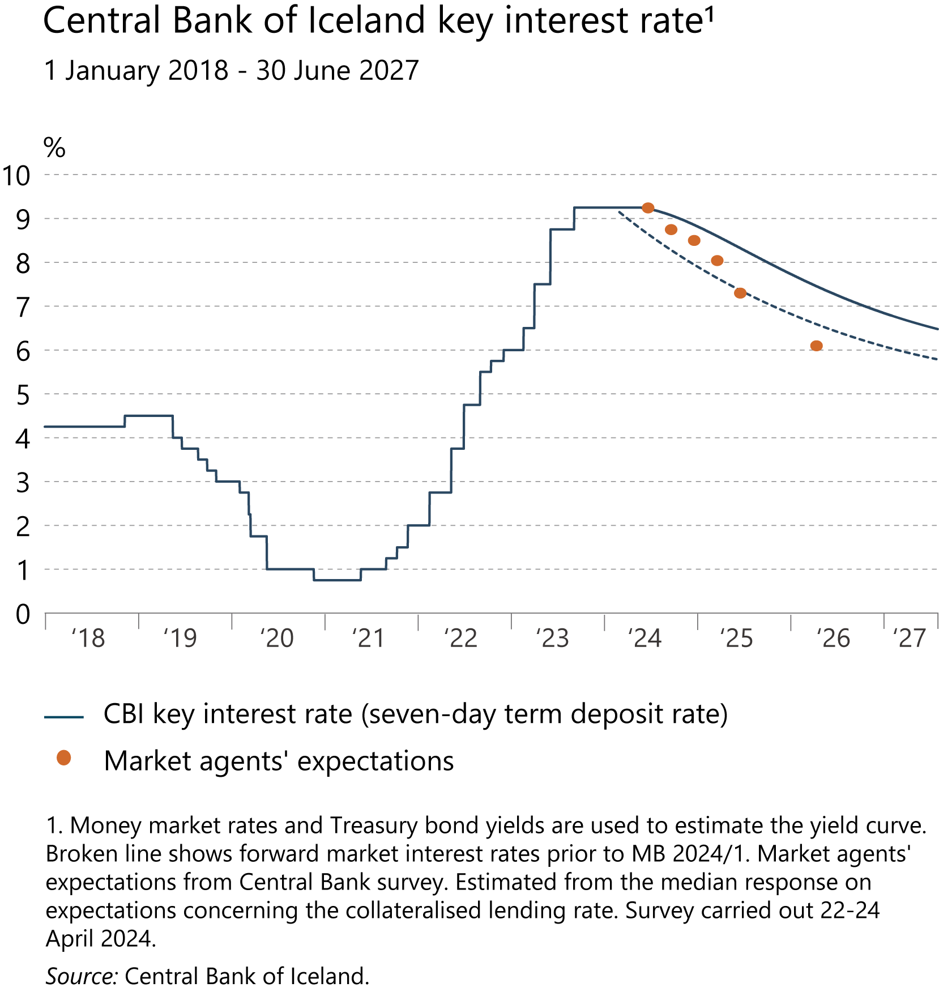 Central Bank of Iceland key interest rate¹
1 January 2018 - 30 June 2027
%
10
9
8
7
6
5
4
3
2
1
0
‘18 ‘19 ‘20 ‘21 ‘22 ‘23 ‘24 ‘25 ‘26 ‘27
CBI key interest rate (seven-day term deposit rate)
Market agents' expectations
1. Money market rates and Treasury bond yields are used to estimate the yield curve.
Broken line shows forward market interest rates prior to MB 2024/1. Market agents'
expectations from Central Bank survey. Estimated from the median response on
expectations concerning the collateralised lending rate. Survey carried out 22-24
April 2024.
Source: Central Bank of Iceland.